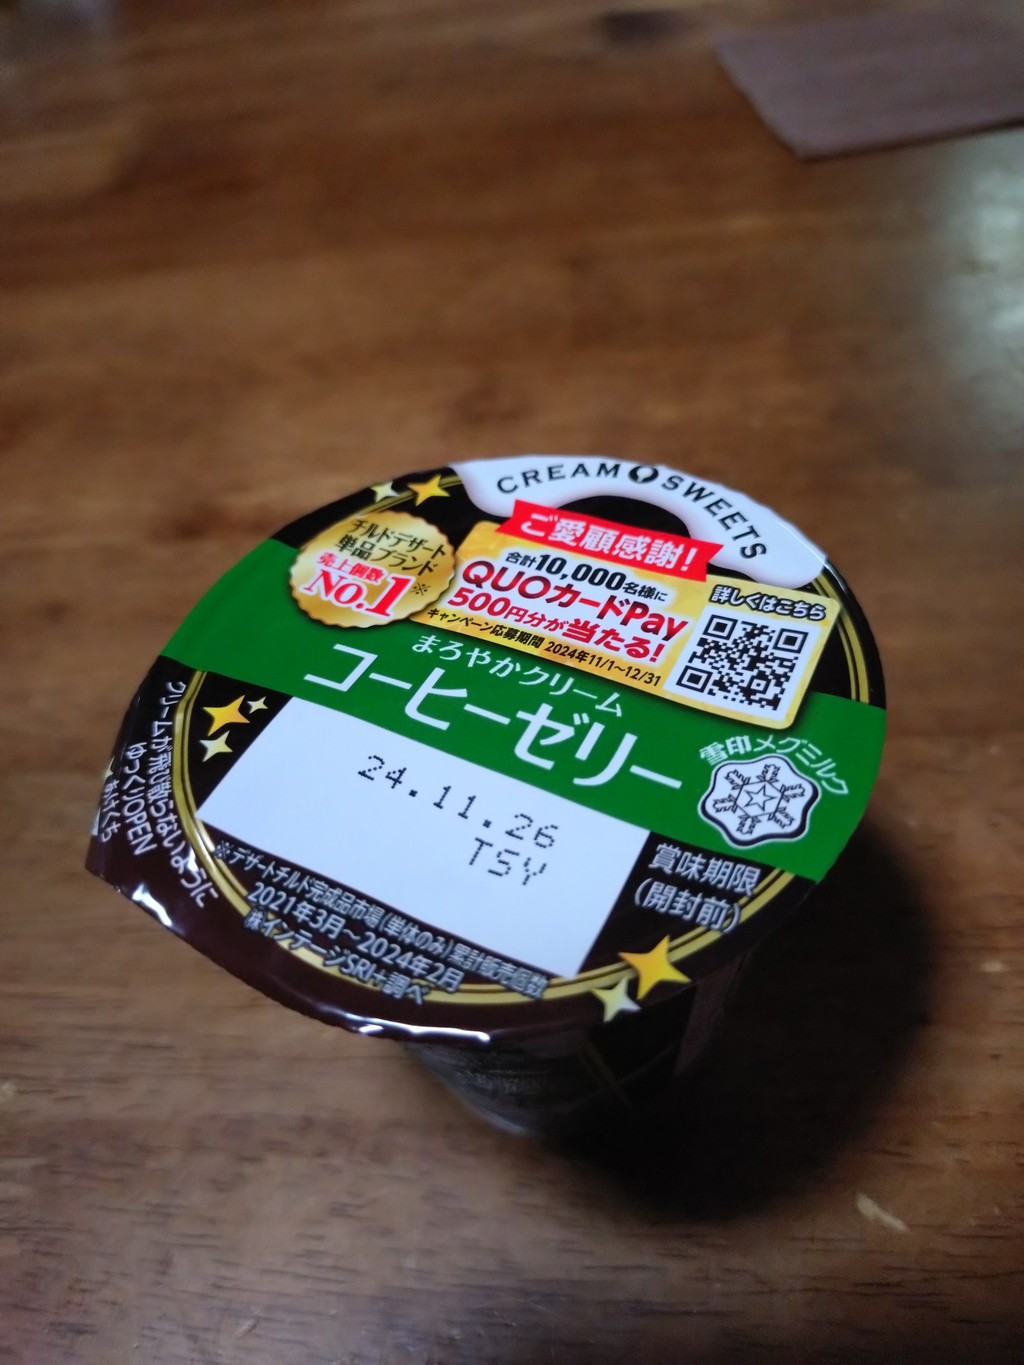 CREAM SWEETS
チルドデザート
単品ブランド
売上個数
No.1※
ご愛顧感謝!
合計10,000名様に
QUOカードPay
500円分が当たる!
キャンペーン応募期間 2024年11/1~12/31
詳しくはこちら
まろやかクリーム
コーヒーゼリー
雪印メグミルク
24.11.26
TSY
賞味期限
(開封前)
※デザートチルド完成品市場(単体のみ)累計販売個数
2021年3月~2024年2月
㈱インテージSRI+調べ
クリームが飛び散らないように
ゆっくりOPEN
あけくち